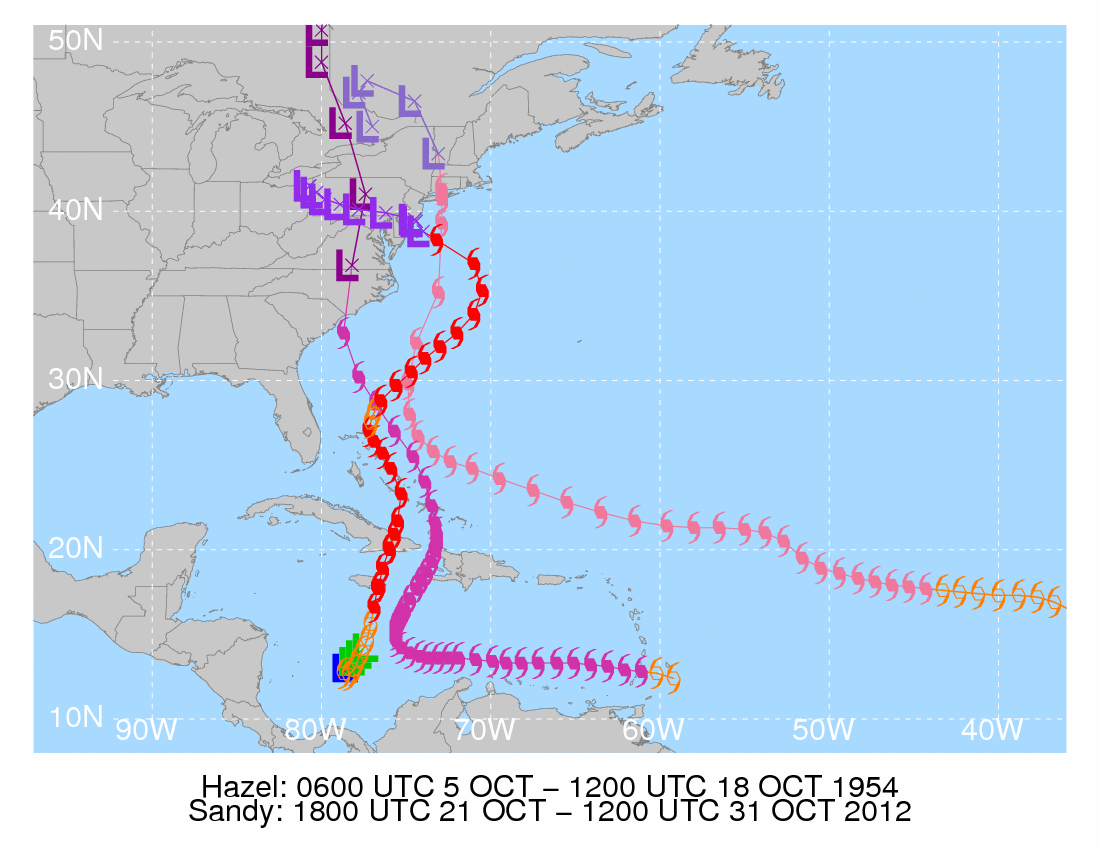 50N
40N
30N
20N
10N
90W 80W 70W 60W 50W 40W
Hazel: 0600 UTC 5 OCT – 1200 UTC 18 OCT 1954
Sandy: 1800 UTC 21 OCT – 1200 UTC 31 OCT 2012